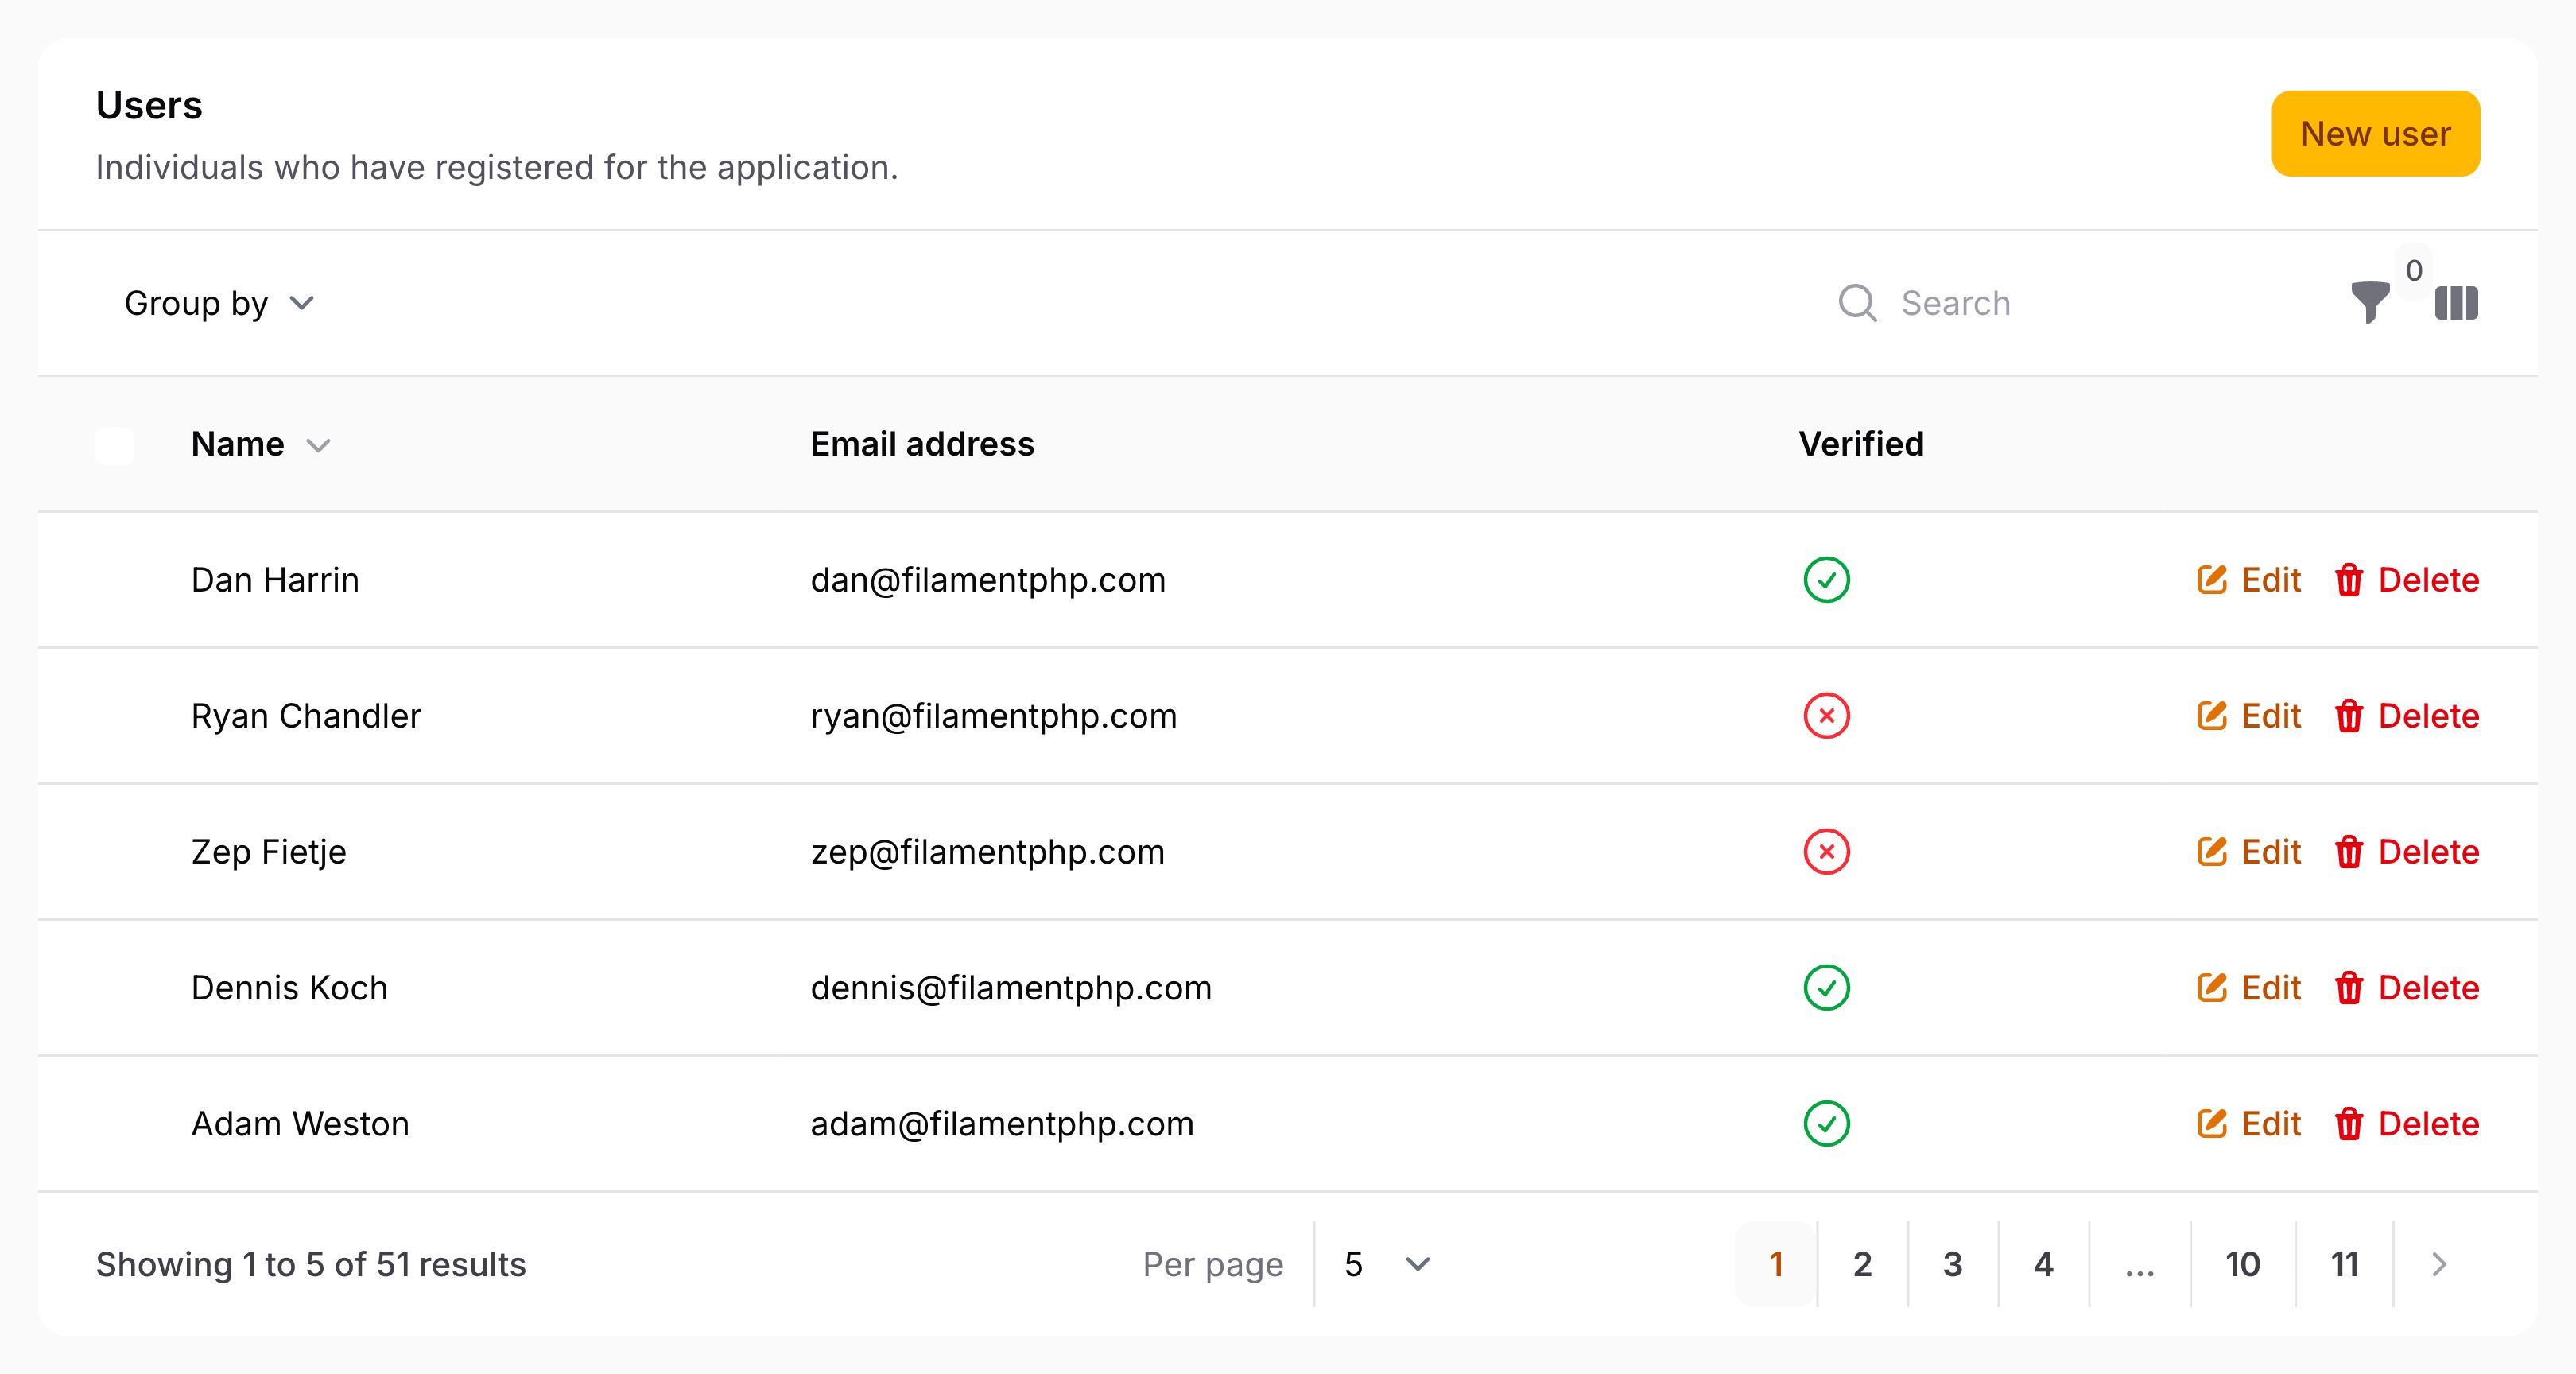 Users
New user
Individuals who have registered for the application.
Group by
Search
0
Name Email address Verified
Dan Harrin dan@filamentphp.com Edit Delete
Ryan Chandler ryan@filamentphp.com Edit Delete
Zep Fietje zep@filamentphp.com Edit Delete
Dennis Koch dennis@filamentphp.com Edit Delete
Adam Weston adam@filamentphp.com Edit Delete
Showing 1 to 5 of 51 results Per page 5 1 2 3 4 ... 10 11